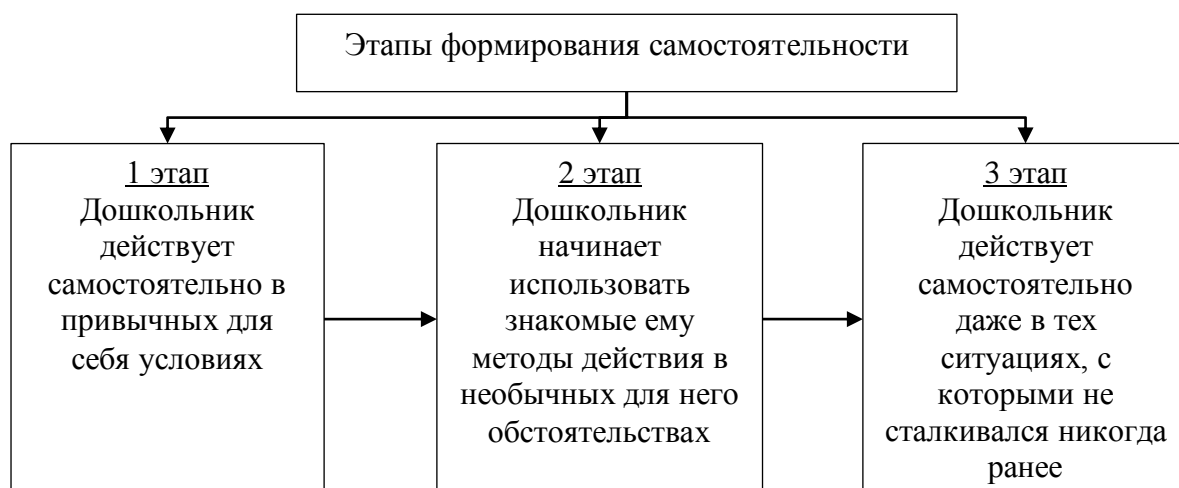 Этапы формирования самостоятельности
1 этап
Дошкольник
действует
самостоятельно в
привычных для
себя условиях
2 этап
Дошкольник
начинает
использовать
знакомые ему
методы действия в
необычных для него
обстоятельствах
3 этап
Дошкольник
действует
самостоятельно
даже в тех
ситуациях, с
которыми не
сталкивался никогда
ранее